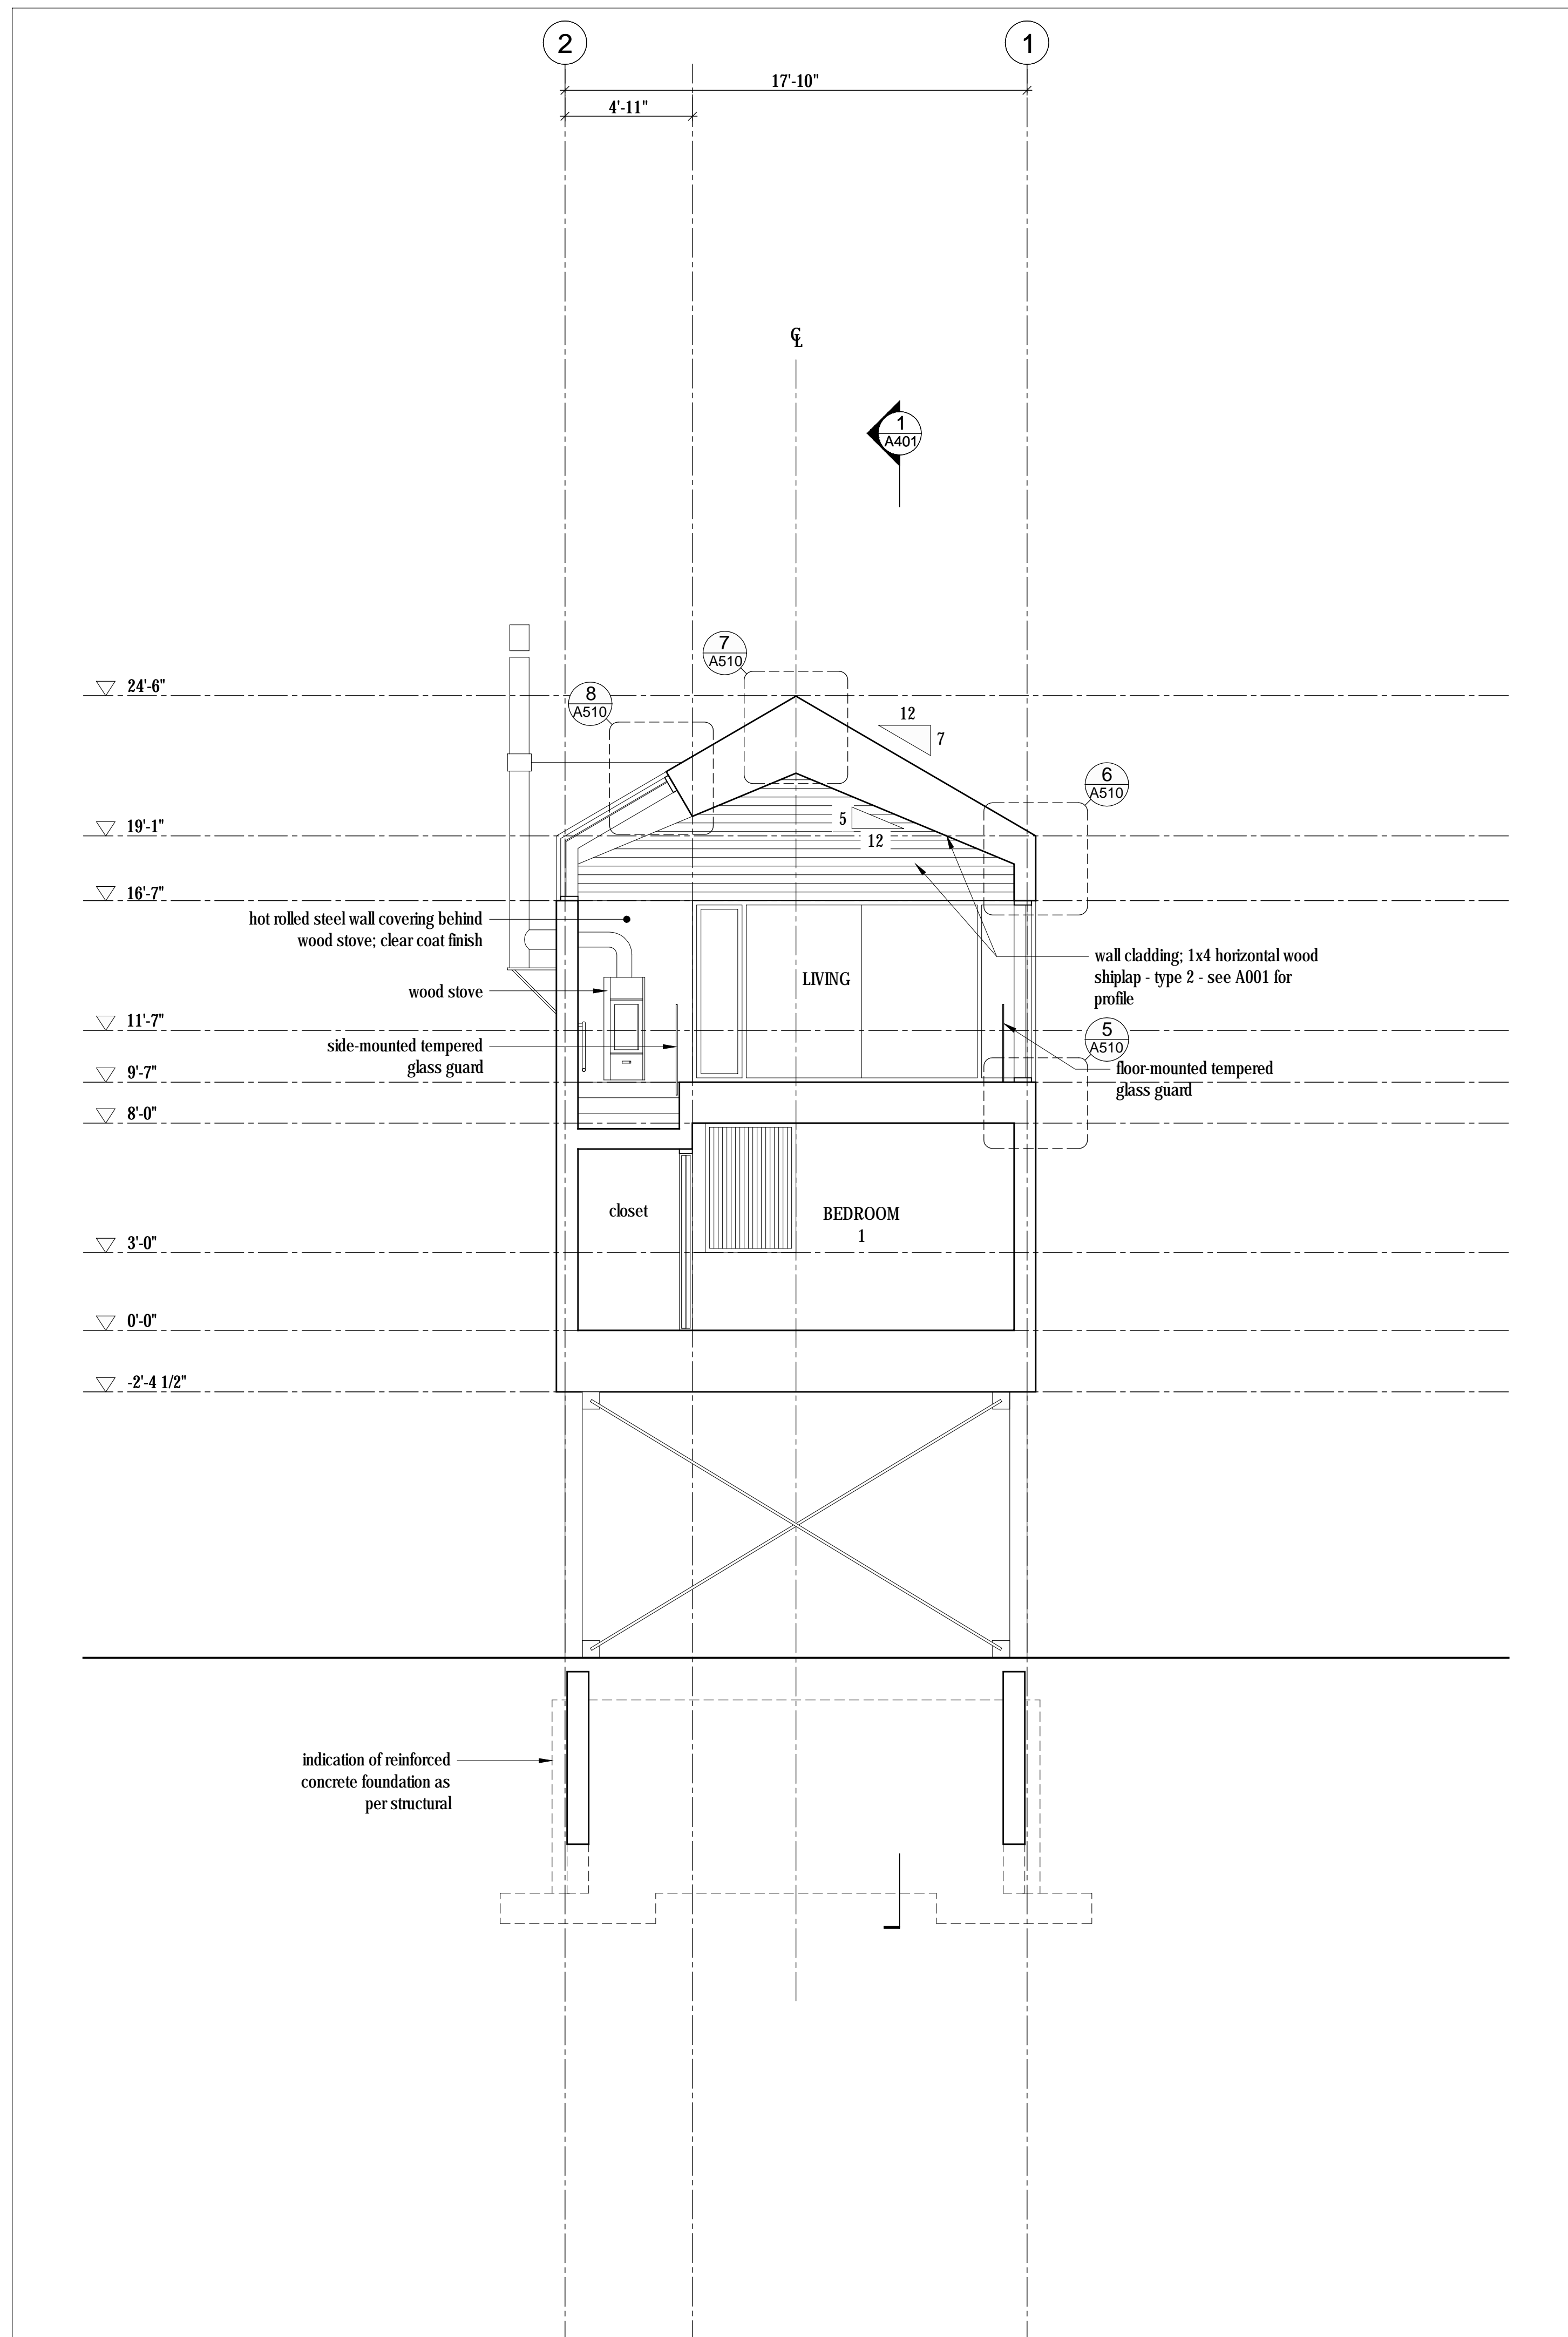 2
1
17'-10"
4'-11"
CL
1
A401
7
A510
24'-6"
8
A510
12
7
6
A510
19'-1"
5
12
16'-7"
hot rolled steel wall covering behind
wood stove; clear coat finish
wall cladding; 1x4 horizontal wood
shiplap - type 2 - see A001 for
profile
LIVING
wood stove
11'-7"
5
A510
side-mounted tempered
glass guard
floor-mounted tempered
glass guard
9'-7"
8'-0"
closet
BEDROOM
1
3'-0"
0'-0"
-2'-4 1/2"
indication of reinforced
concrete foundation as
per structural